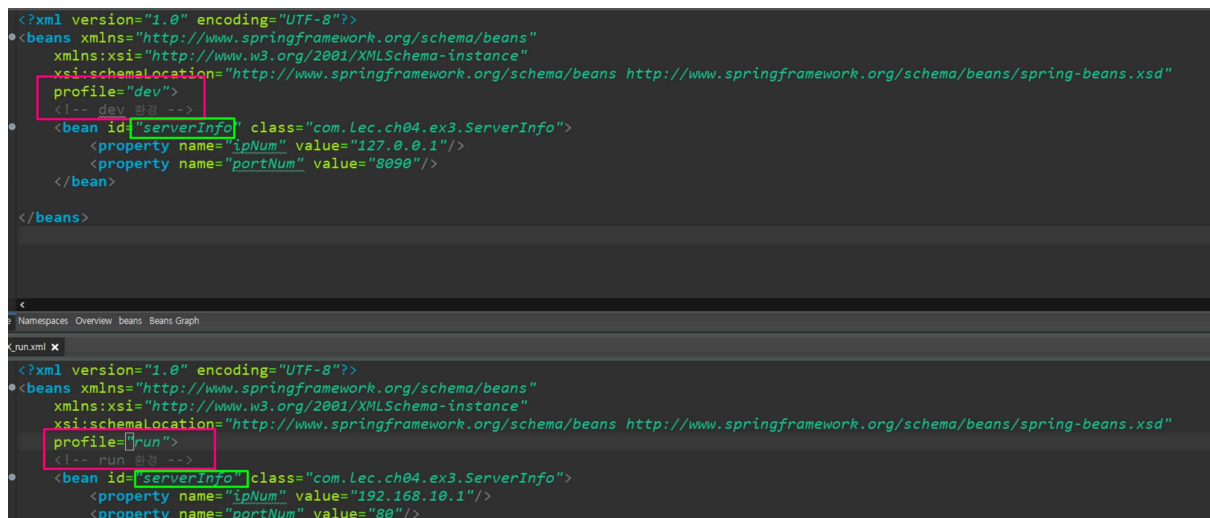 <?xml version="1.0" encoding="UTF-8"?>
<beans xmlns="http://www.springframework.org/schema/beans"
xmlns:xsi="http://www.w3.org/2001/XMLSchema-instance"
xsi:schemaLocation="http://www.springframework.org/schema/beans http://www.springframework.org/schema/beans/spring-beans.xsd"
profile="dev">
<!-- dev 환경 -->
<bean id="serverInfo" class="com.lec.ch04.ex3.ServerInfo">
<property name="ipNum" value="127.0.0.1"/>
<property name="portNum" value="8090"/>
</bean>
</beans>
Namespaces Overview beans Beans Graph
X_run.xml
<?xml version="1.0" encoding="UTF-8"?>
<beans xmlns="http://www.springframework.org/schema/beans"
xmlns:xsi="http://www.w3.org/2001/XMLSchema-instance"
xsi:schemaLocation="http://www.springframework.org/schema/beans http://www.springframework.org/schema/beans/spring-beans.xsd"
profile="run">
<!-- run 환경 -->
<bean id="serverInfo" class="com.lec.ch04.ex3.ServerInfo">
<property name="ipNum" value="192.168.10.1"/>
<property name="portNum" value="80"/>